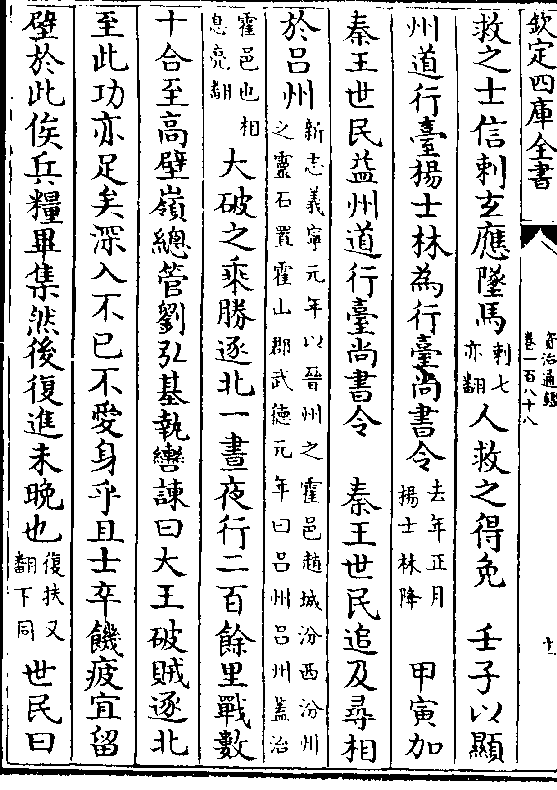 欽定四庫全書
資治通鑑
卷一百八十八
十
救之士信刺玄應墜馬刺七亦翻人救之得免　壬子以顯
州道行臺楊士林為行臺尚書令去年正月楊士林降　甲寅加
秦王世民益州道行臺尚書令　秦王世民追及尋相
於呂州新志義寧元年以晉州之霍邑趙城汾西汾州之靈石置霍山郡武德元年曰呂州呂州蓋治
霍邑也相息亮翻大破之乘勝逐北一晝夜行二百餘里戰數
十合至高壁嶺總管劉弘基執轡諫曰大王破賊逐北
至此功亦足矣深入不已不愛身乎且士卒饑疲宜留
壁於此俟兵糧畢集然後復進未晚也復扶又翻下同世民曰